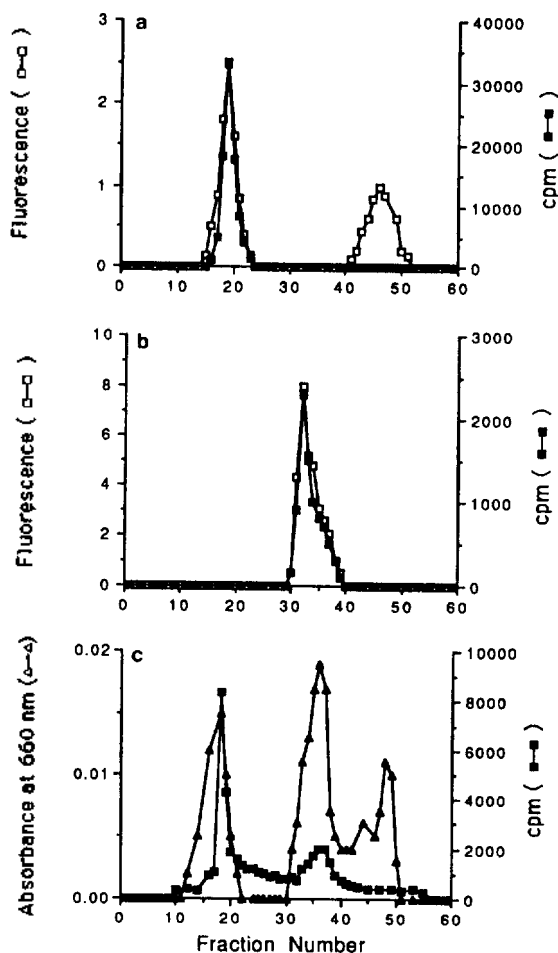 a
3
2
1
0
Fluorescence ( □–□ )
40000
30000
20000
10000
0
cpm ( ■–■ )
0 10 20 30 40 50 60
b
10
8
6
4
2
0
Fluorescence ( □–□ )
3000
2000
1000
0
cpm ( ■–■ )
0 10 20 30 40 50 60
c
0.02
0.01
0.00
Absorbance at 660 nm (△–△)
10000
8000
6000
4000
2000
0
cpm ( ■–■ )
0 10 20 30 40 50 60
Fraction Number